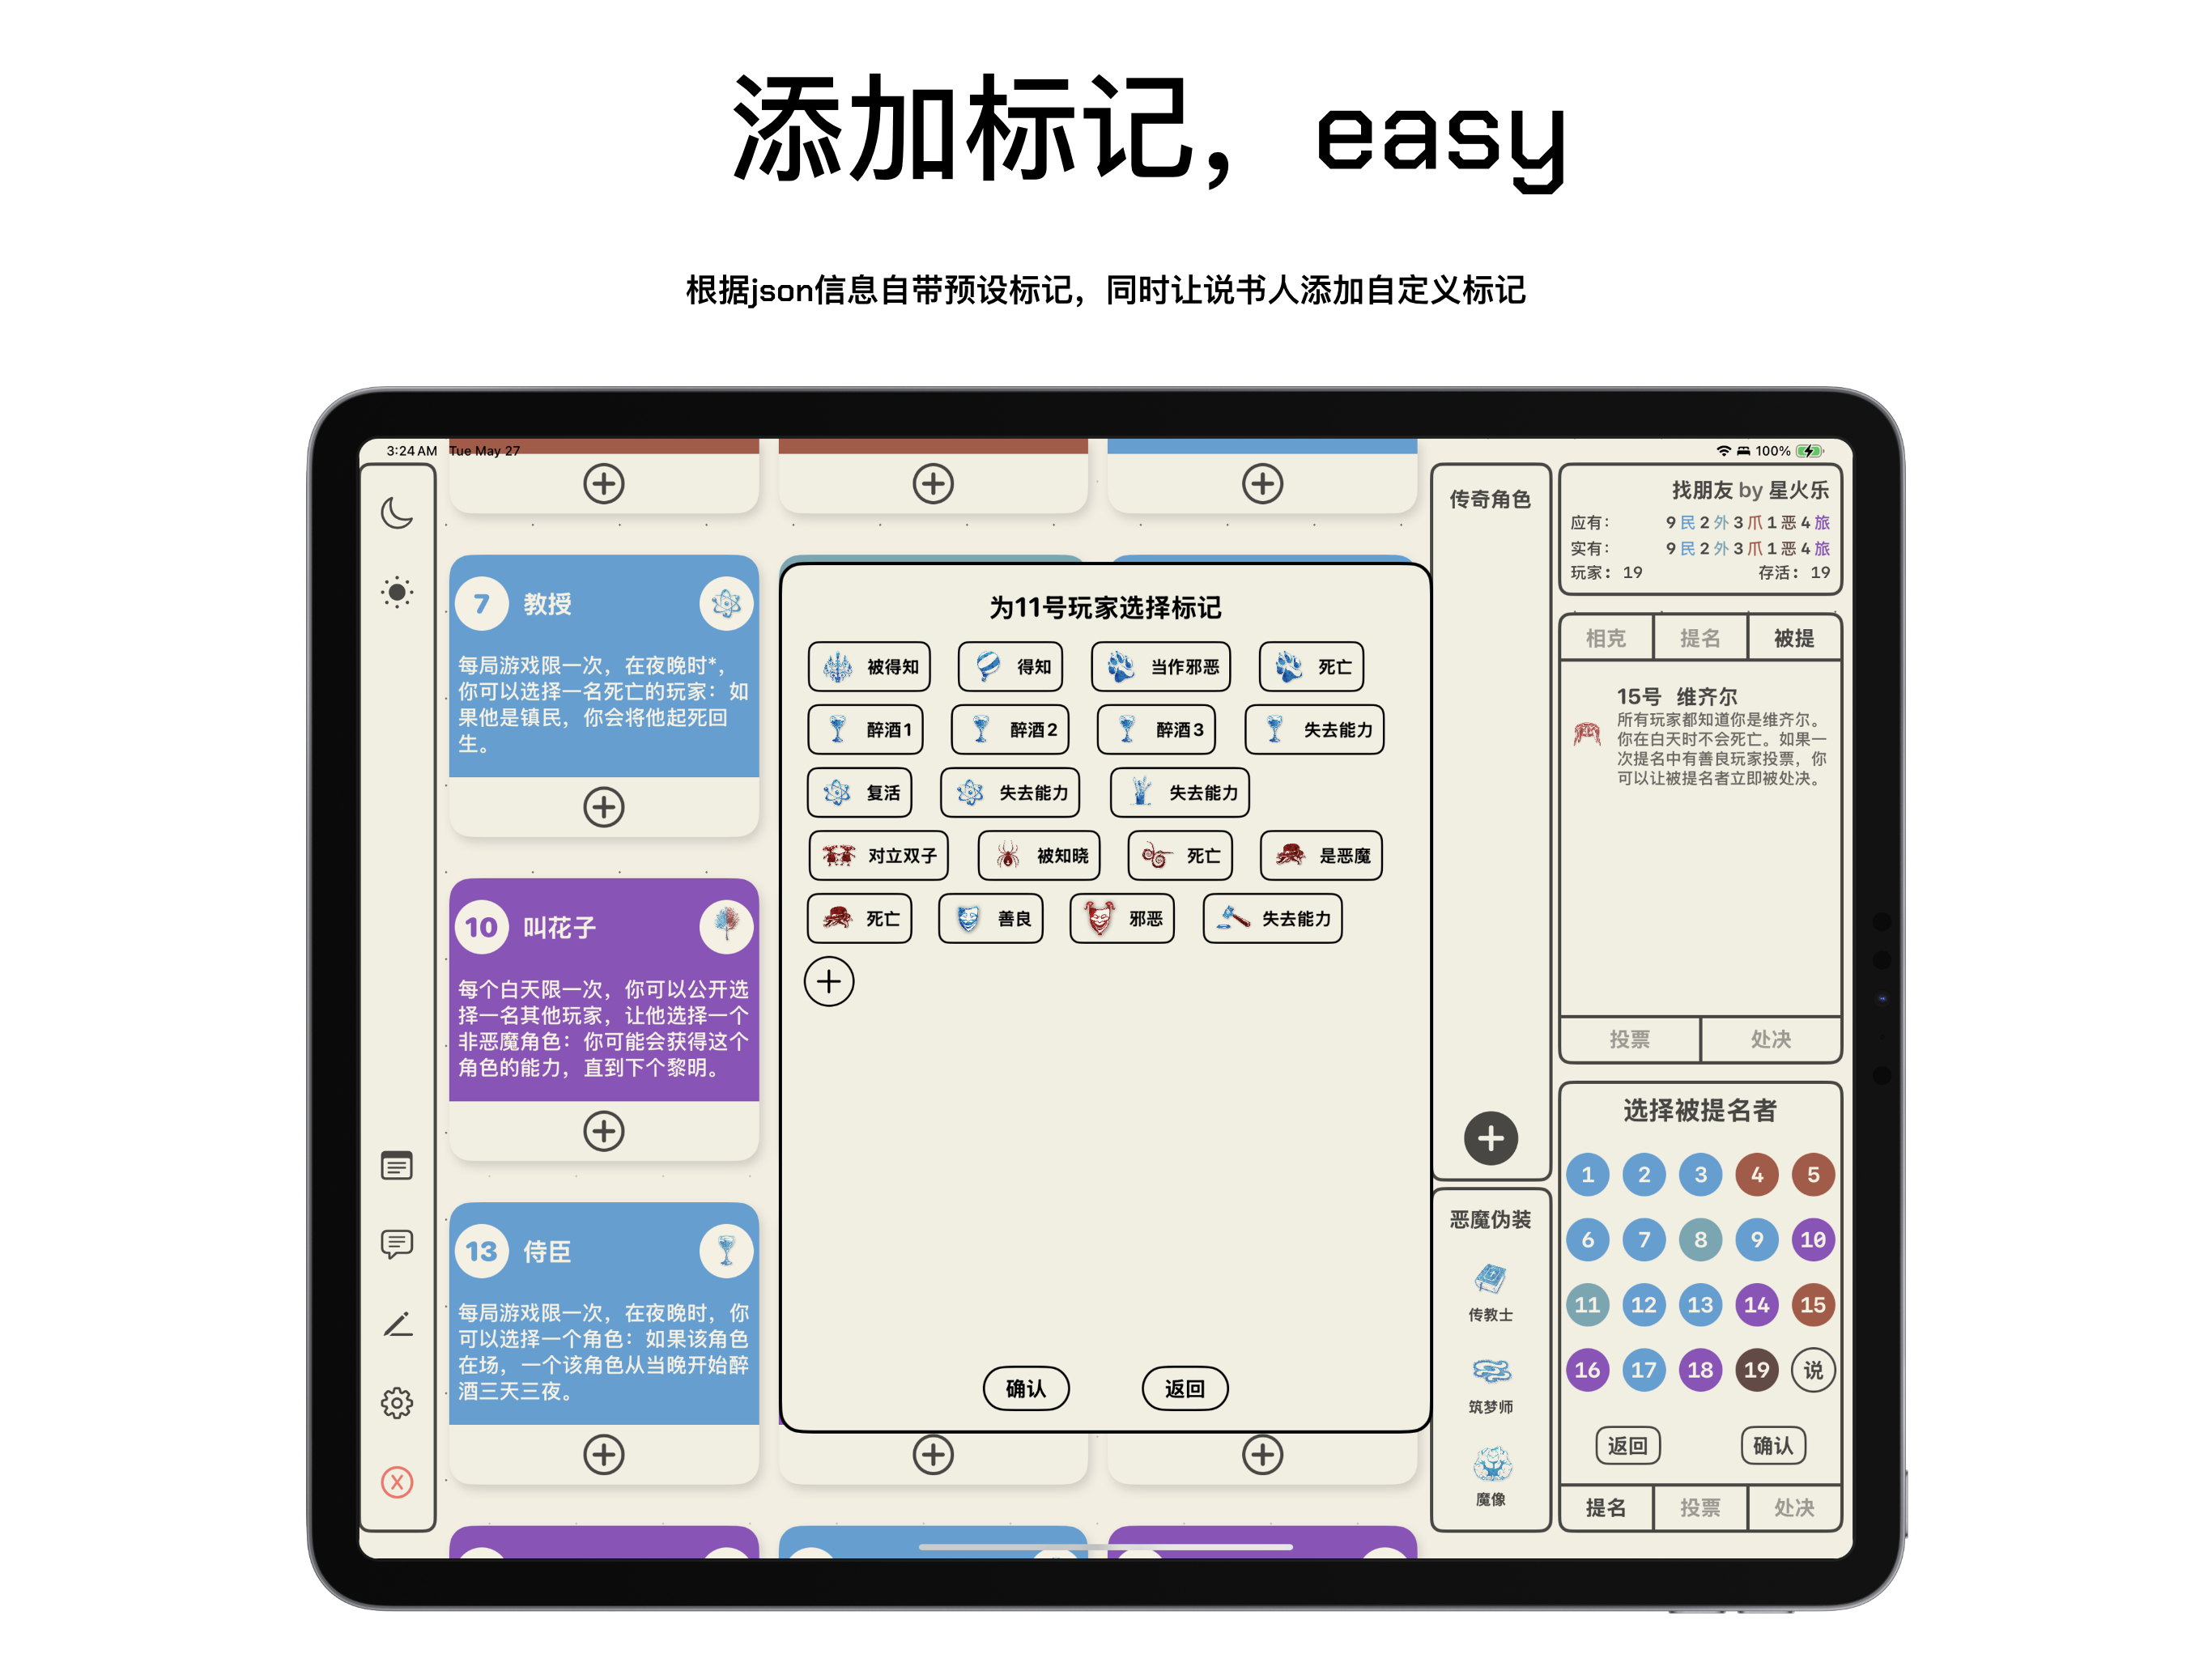 添加标记，easy
根据json信息自带预设标记，同时让说书人添加自定义标记
3:24 AM Tue May 27
100%
7 教授
每局游戏限一次，在夜晚时*，
你可以选择一名死亡的玩家：如
果他是镇民，你会将他起死回
生。
10 叫花子
每个白天限一次，你可以公开选
择一名其他玩家，让他选择一个
非恶魔角色：你可能会获得这个
角色的能力，直到下个黎明。
13 侍臣
每局游戏限一次，在夜晚时，你
可以选择一个角色：如果该角色
在场，一个该角色从当晚开始醉
酒三天三夜。
为11号玩家选择标记
被得知 得知 当作邪恶 死亡
醉酒1 醉酒2 醉酒3 失去能力
复活 失去能力 失去能力
对立双子 被知晓 死亡 是恶魔
死亡 善良 邪恶 失去能力
确认 返回
传奇角色
恶魔伪装
传教士
筑梦师
魔像
找朋友 by 星火乐
应有： 9 民 2 外 3 爪 1 恶 4 旅
实有： 9 民 2 外 3 爪 1 恶 4 旅
玩家：19 存活：19
相克 提名 被提
15号 维齐尔
所有玩家都知道你是维齐尔。
你在白天时不会死亡。如果一
次提名中有善良玩家投票，你
可以让被提名者立即被处决。
投票 处决
选择被提名者
1 2 3 4 5
6 7 8 9 10
11 12 13 14 15
16 17 18 19 说
返回 确认
提名 投票 处决